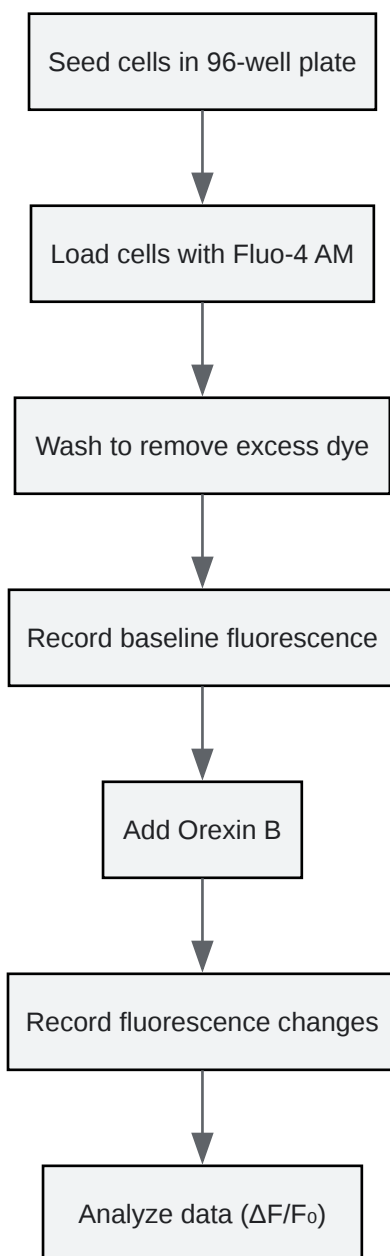 Seed cells in 96-well plate
Load cells with Fluo-4 AM
Wash to remove excess dye
Record baseline fluorescence
Add Orexin B
Record fluorescence changes
Analyze data (ΔF/F₀)